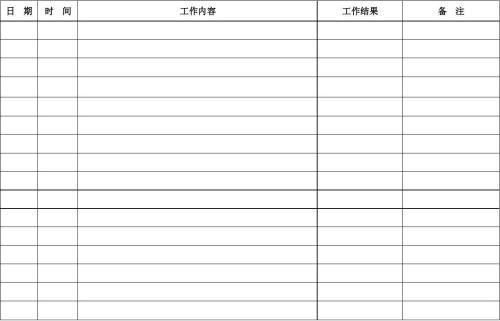 日 期 时 间 工作内容 工作结果 备 注